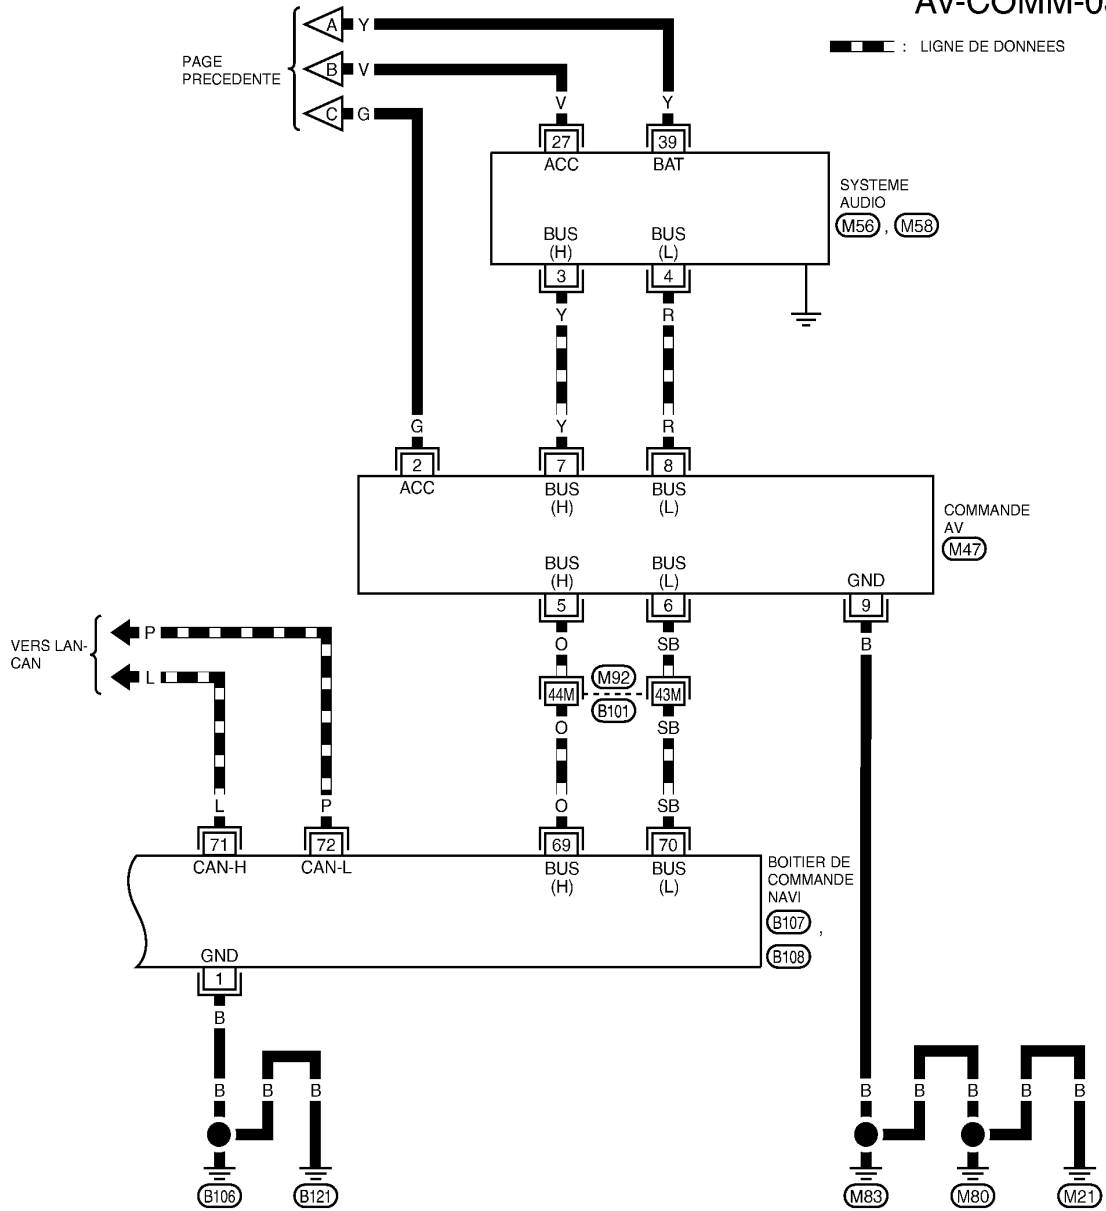 AV-COMM-0
: LIGNE DE DONNEES
A Y
PAGE
PRECEDENTE
B V
C G
V Y
27 39
ACC BAT
SYSTEME
AUDIO
M56 , M58
BUS
(H)
BUS
(L)
3 4
Y R
G Y R
2 7 8
ACC
BUS
(H)
BUS
(L)
COMMANDE
AV
M47
BUS
(H)
BUS
(L)
GND
5 6 9
VERS LAN-
CAN
P
L
O SB B
44M M92 43M
B101
O SB
L P O SB
71 72 69 70
CAN-H CAN-L
BUS
(H)
BUS
(L)
BOITIER DE
COMMANDE
NAVI
B107 ,
B108
GND
1
B
B B B B B B B B
B106 B121 M83 M80 M21